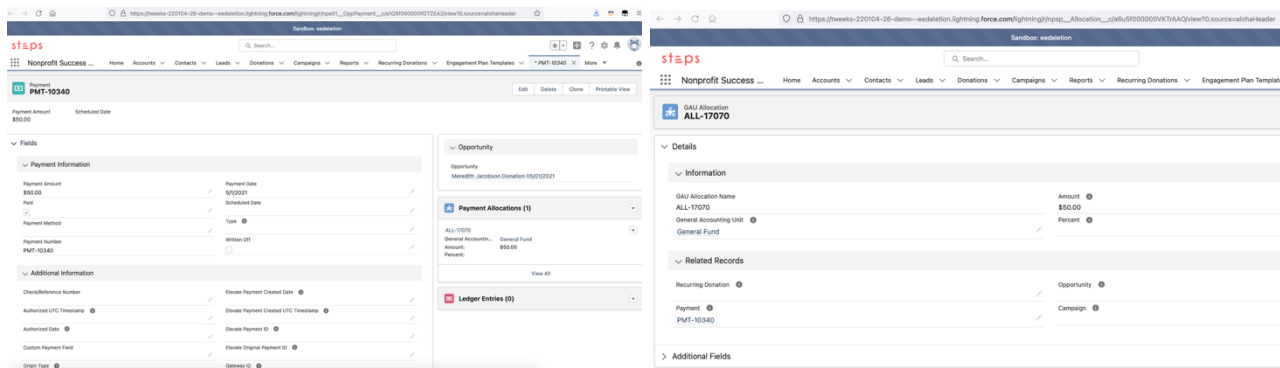 https://tweeks-220104-26-demo--eedeletion.lightning.force.com/lightning/r/npe01__OppPayment__c/a1Q5f000000f0TZEA2/view?0.source=alohaHeader
Sandbox: eedeletion
steps
Search...
Nonprofit Success ...
Home
Accounts
Contacts
Leads
Donations
Campaigns
Reports
Recurring Donations
Engagement Plan Templates
* PMT-10340
More
Payment
PMT-10340
Edit
Delete
Clone
Printable View
Payment Amount
Scheduled Date
$50.00
Fields
Payment Information
Payment Amount
Payment Date
$50.00
5/1/2021
Paid
Scheduled Date
Payment Method
Type
Payment Number
Written Off
PMT-10340
Additional Information
Check/Reference Number
Elevate Payment Created Date
Authorized UTC Timestamp
Elevate Payment Created UTC Timestamp
Authorized Date
Elevate Payment ID
Custom Payment Field
Elevate Original Payment ID
Origin Type
Gateway ID
Opportunity
Opportunity
Meredith Jacobson Donation 05/01/2021
Payment Allocations (1)
ALL-17070
General Accountin...
General Fund
Amount:
$50.00
Percent:
View All
Ledger Entries (0)
https://tweeks-220104-26-demo--eedeletion.lightning.force.com/lightning/r/npsp__Allocation__c/a6u5f000000VKTrAAO/view?0.source=alohaHeader
Sandbox: eedeletion
steps
Search...
Nonprofit Success ...
Home
Accounts
Contacts
Leads
Donations
Campaigns
Reports
Recurring Donations
Engagement Plan Templat
GAU Allocation
ALL-17070
Details
Information
GAU Allocation Name
Amount
ALL-17070
$50.00
General Accounting Unit
Percent
General Fund
Related Records
Recurring Donation
Opportunity
Payment
Campaign
PMT-10340
Additional Fields